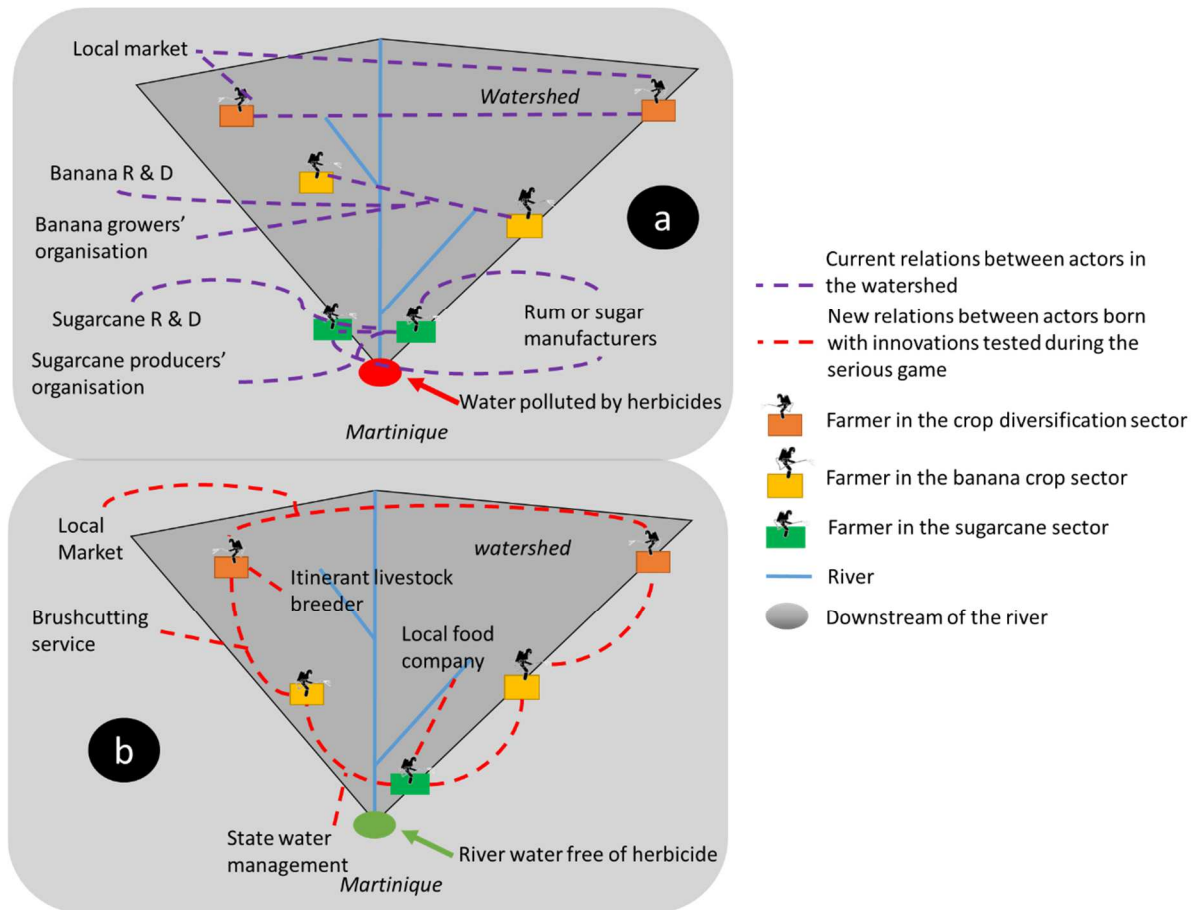 Local market
Watershed
Banana R & D
a
Banana growers’
organisation
Sugarcane R & D
Rum or sugar
manufacturers
Sugarcane producers’
organisation
Water polluted by herbicides
Martinique
Local
Market
watershed
Itinerant livestock
breeder
Brushcutting
service
Local food
company
b
State water
management
River water free of herbicide
Martinique
Current relations between actors in
the watershed
New relations between actors born
with innovations tested during the
serious game
Farmer in the crop diversification sector
Farmer in the banana crop sector
Farmer in the sugarcane sector
River
Downstream of the river